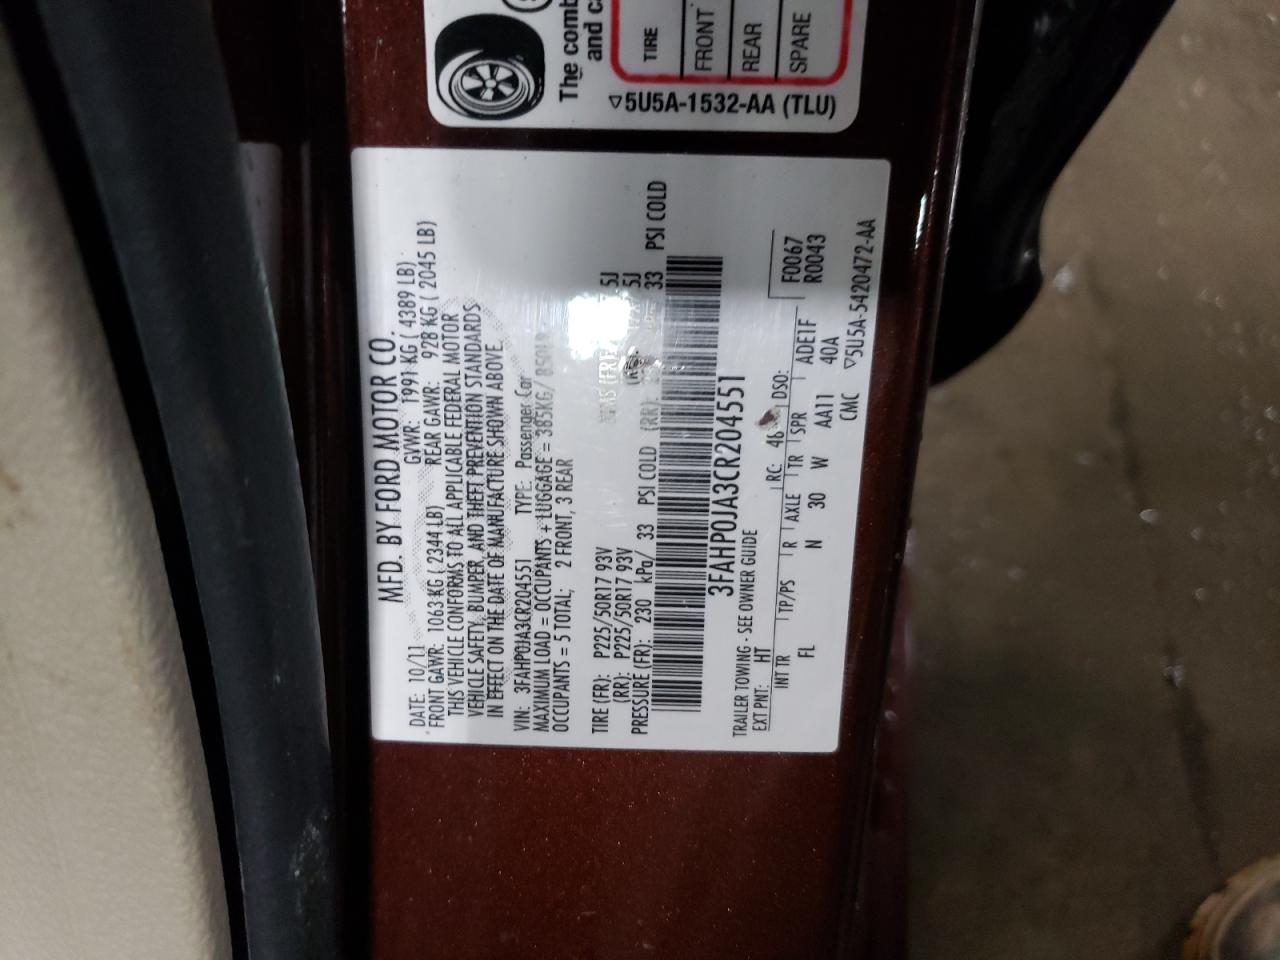 The comb
and c
TIRE
FRONT
REAR
SPARE
5U5A-1532-AA (TLU)
MFD. BY FORD MOTOR CO.
DATE: 10/11 GVWR: 1991 KG ( 4389 LB)
FRONT GAWR: 1063 KG ( 2344 LB) REAR GAWR: 928 KG ( 2045 LB)
THIS VEHICLE CONFORMS TO ALL APPLICABLE FEDERAL MOTOR
VEHICLE SAFETY, BUMPER, AND THEFT PREVENTION STANDARDS
IN EFFECT ON THE DATE OF MANUFACTURE SHOWN ABOVE.
VIN: 3FAHP0JA3CR204551 TYPE: Passenger Car
MAXIMUM LOAD = OCCUPANTS + LUGGAGE = 385KG/ 850LB
OCCUPANTS = 5 TOTAL; 2 FRONT, 3 REAR
TIRE (FR): P225/50R17 93V 5J
(RR): P225/50R17 93V 5J
PRESSURE (FR): 230 kPa/ 33 PSI COLD (RR): 33 PSI COLD
3FAHP0JA3CR204551
TRAILER TOWING - SEE OWNER GUIDE
EXT PNT: HT RC: 46 DSO: F0067
INT TR TP/PS R AXLE TR SPR ADE1F R0043
FL N 30 W AA11 40A
CMC 5U5A-5420472-AA